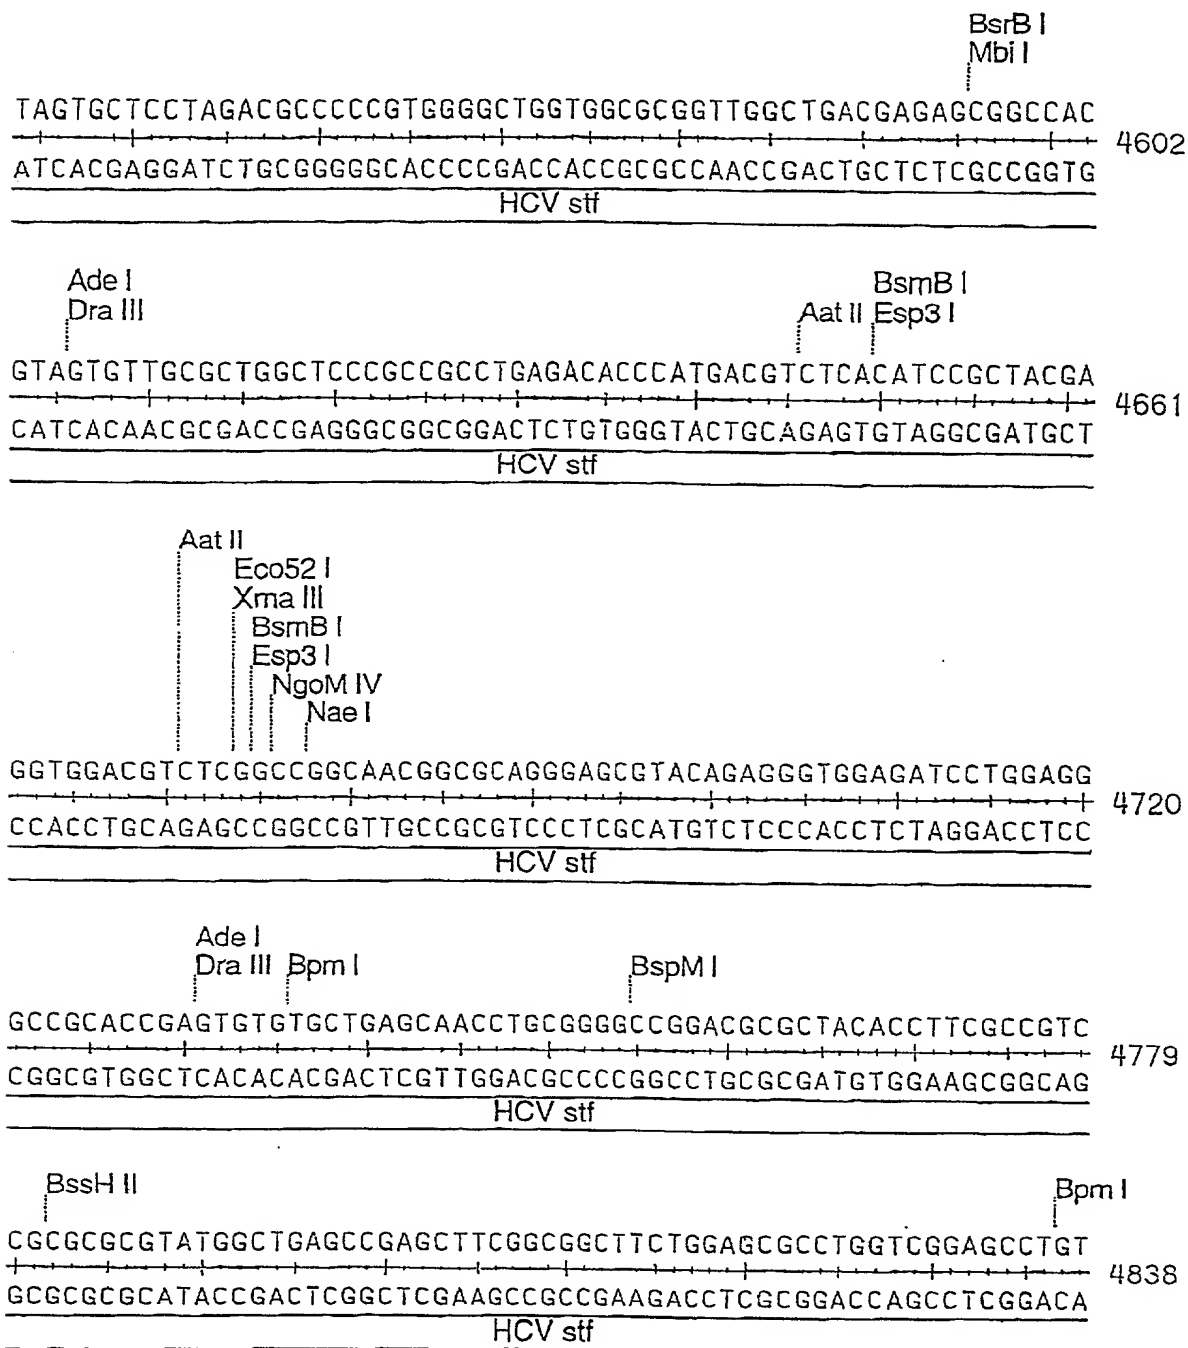 BsrB I
Mbi I
TAGTGCTCCTAGACGCCCCCGTGGGGCTGGTGGCGCGGTTGGCTGACGAGAGCGGCCAC
4602
ATCACGAGGATCTGCGGGGGCACCCCGACCACCGCGCCAACCGACTGCTCTCGCCGGTG
HCV stf
Ade I
Dra III
BsmB I
Aat II Esp3 I
GTAGTGTTGCGCTGGCTCCCGCCGCCTGAGACACCCATGACGTCTCACATCCGCTACGA
4661
CATCACAACGCGACCGAGGGCGGCGGACTCTGTGGGTACTGCAGAGTGTAGGCGATGCT
HCV stf
Aat II
Eco52 I
Xma III
BsmB I
Esp3 I
NgoM IV
Nae I
GGTGGACGTCTCGGCCGGCAACGGCGCAGGGAGCGTACAGAGGGTGGAGATCCTGGAGG
4720
CCACCTGCAGAGCCGGCCGTTGCCGCGTCCCTCGCATGTCTCCCACCTCTAGGACCTCC
HCV stf
Ade I
Dra III Bpm I BspM I
GCCGCACCGAGTGTGTGCTGAGCAACCTGCGGGGCCGGACGCGCTACACCTTCGCCGTC
4779
CGGCGTGGCTCACACACGACTCGTTGGACGCCCCGGCCTGCGCGATGTGGAAGCGGCAG
HCV stf
BssH II Bpm I
CGCGCGCGTATGGCTGAGCCGAGCTTCGGCGGCTTCTGGAGCGCCTGGTCGGAGCCTGT
4838
GCGCGCGCATACCGACTCGGCTCGAAGCCGCCGAAGACCTCGCGGACCAGCCTCGGACA
HCV stf